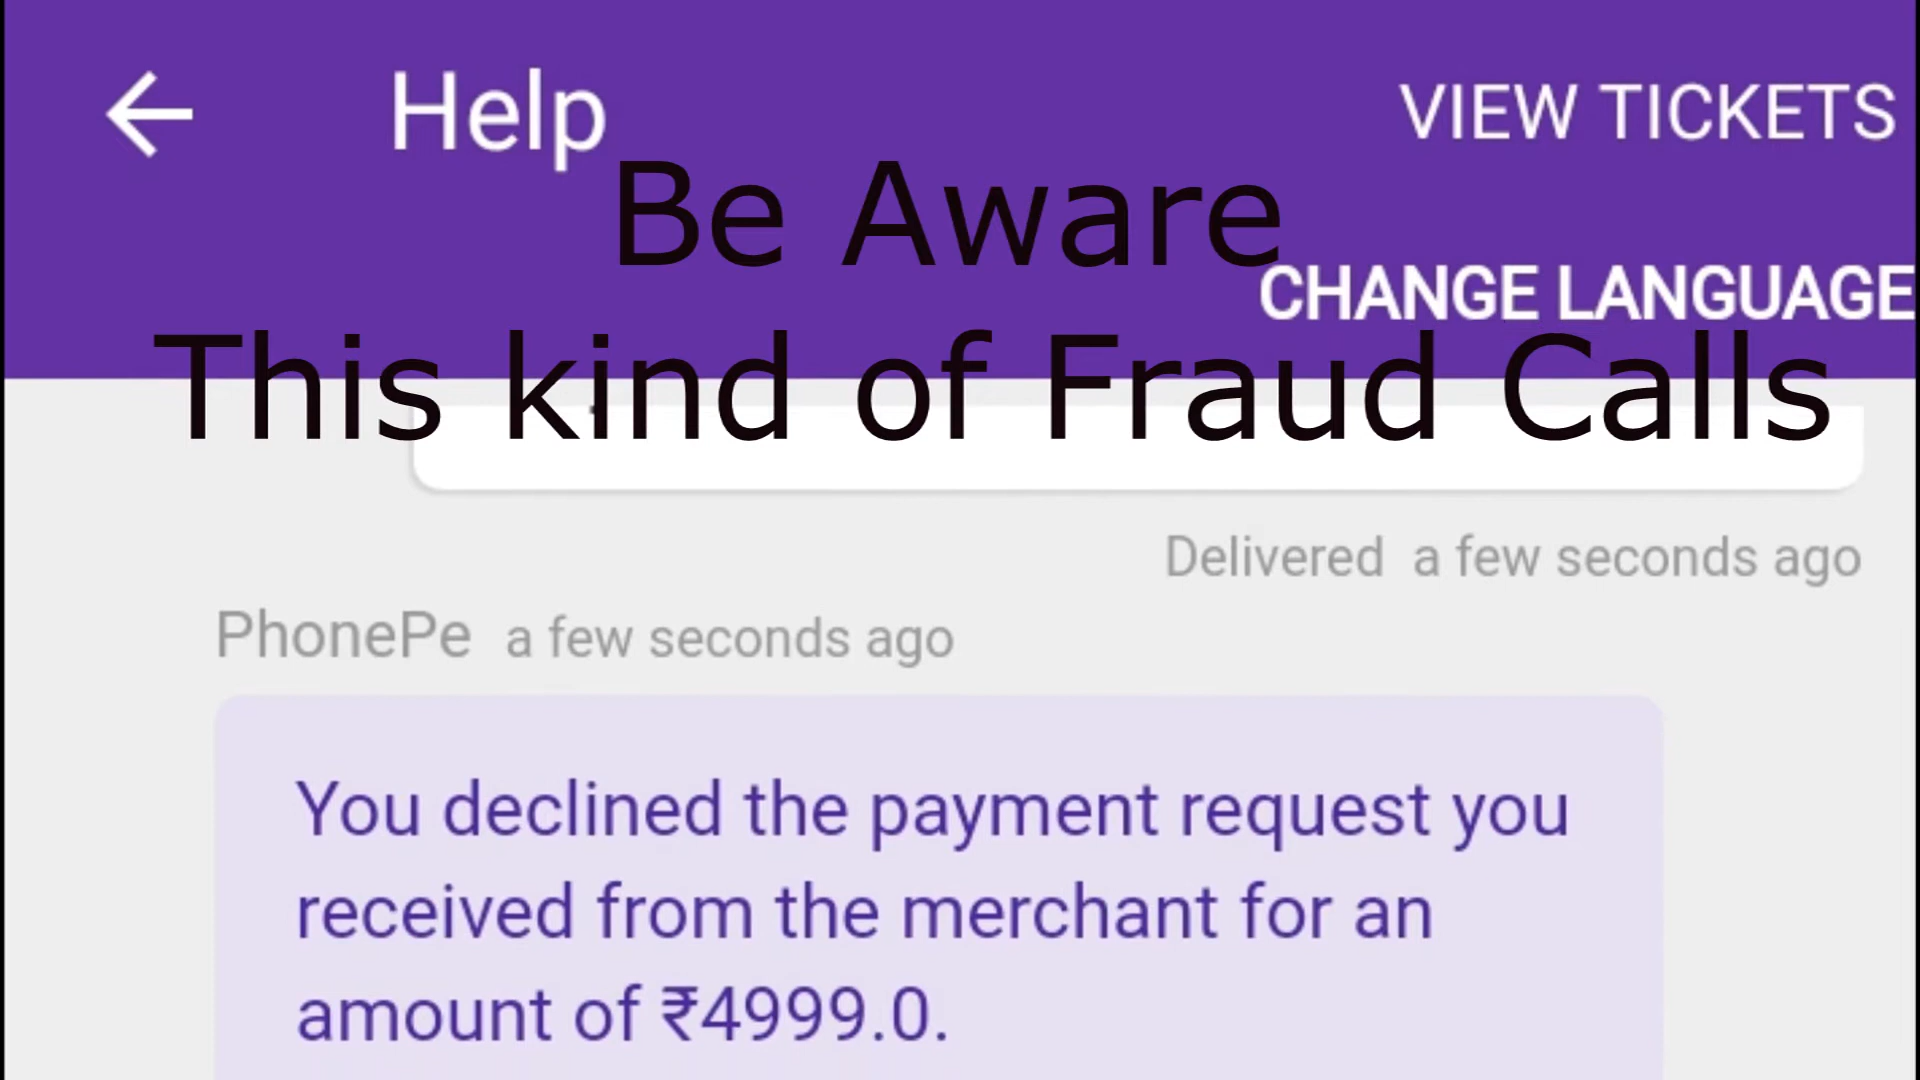 Help
VIEW TICKETS
Be Aware
CHANGE LANGUAGE
This kind of Fraud Calls
Delivered a few seconds ago
PhonePe a few seconds ago
You declined the payment request you
received from the merchant for an
amount of ₹4999.0.